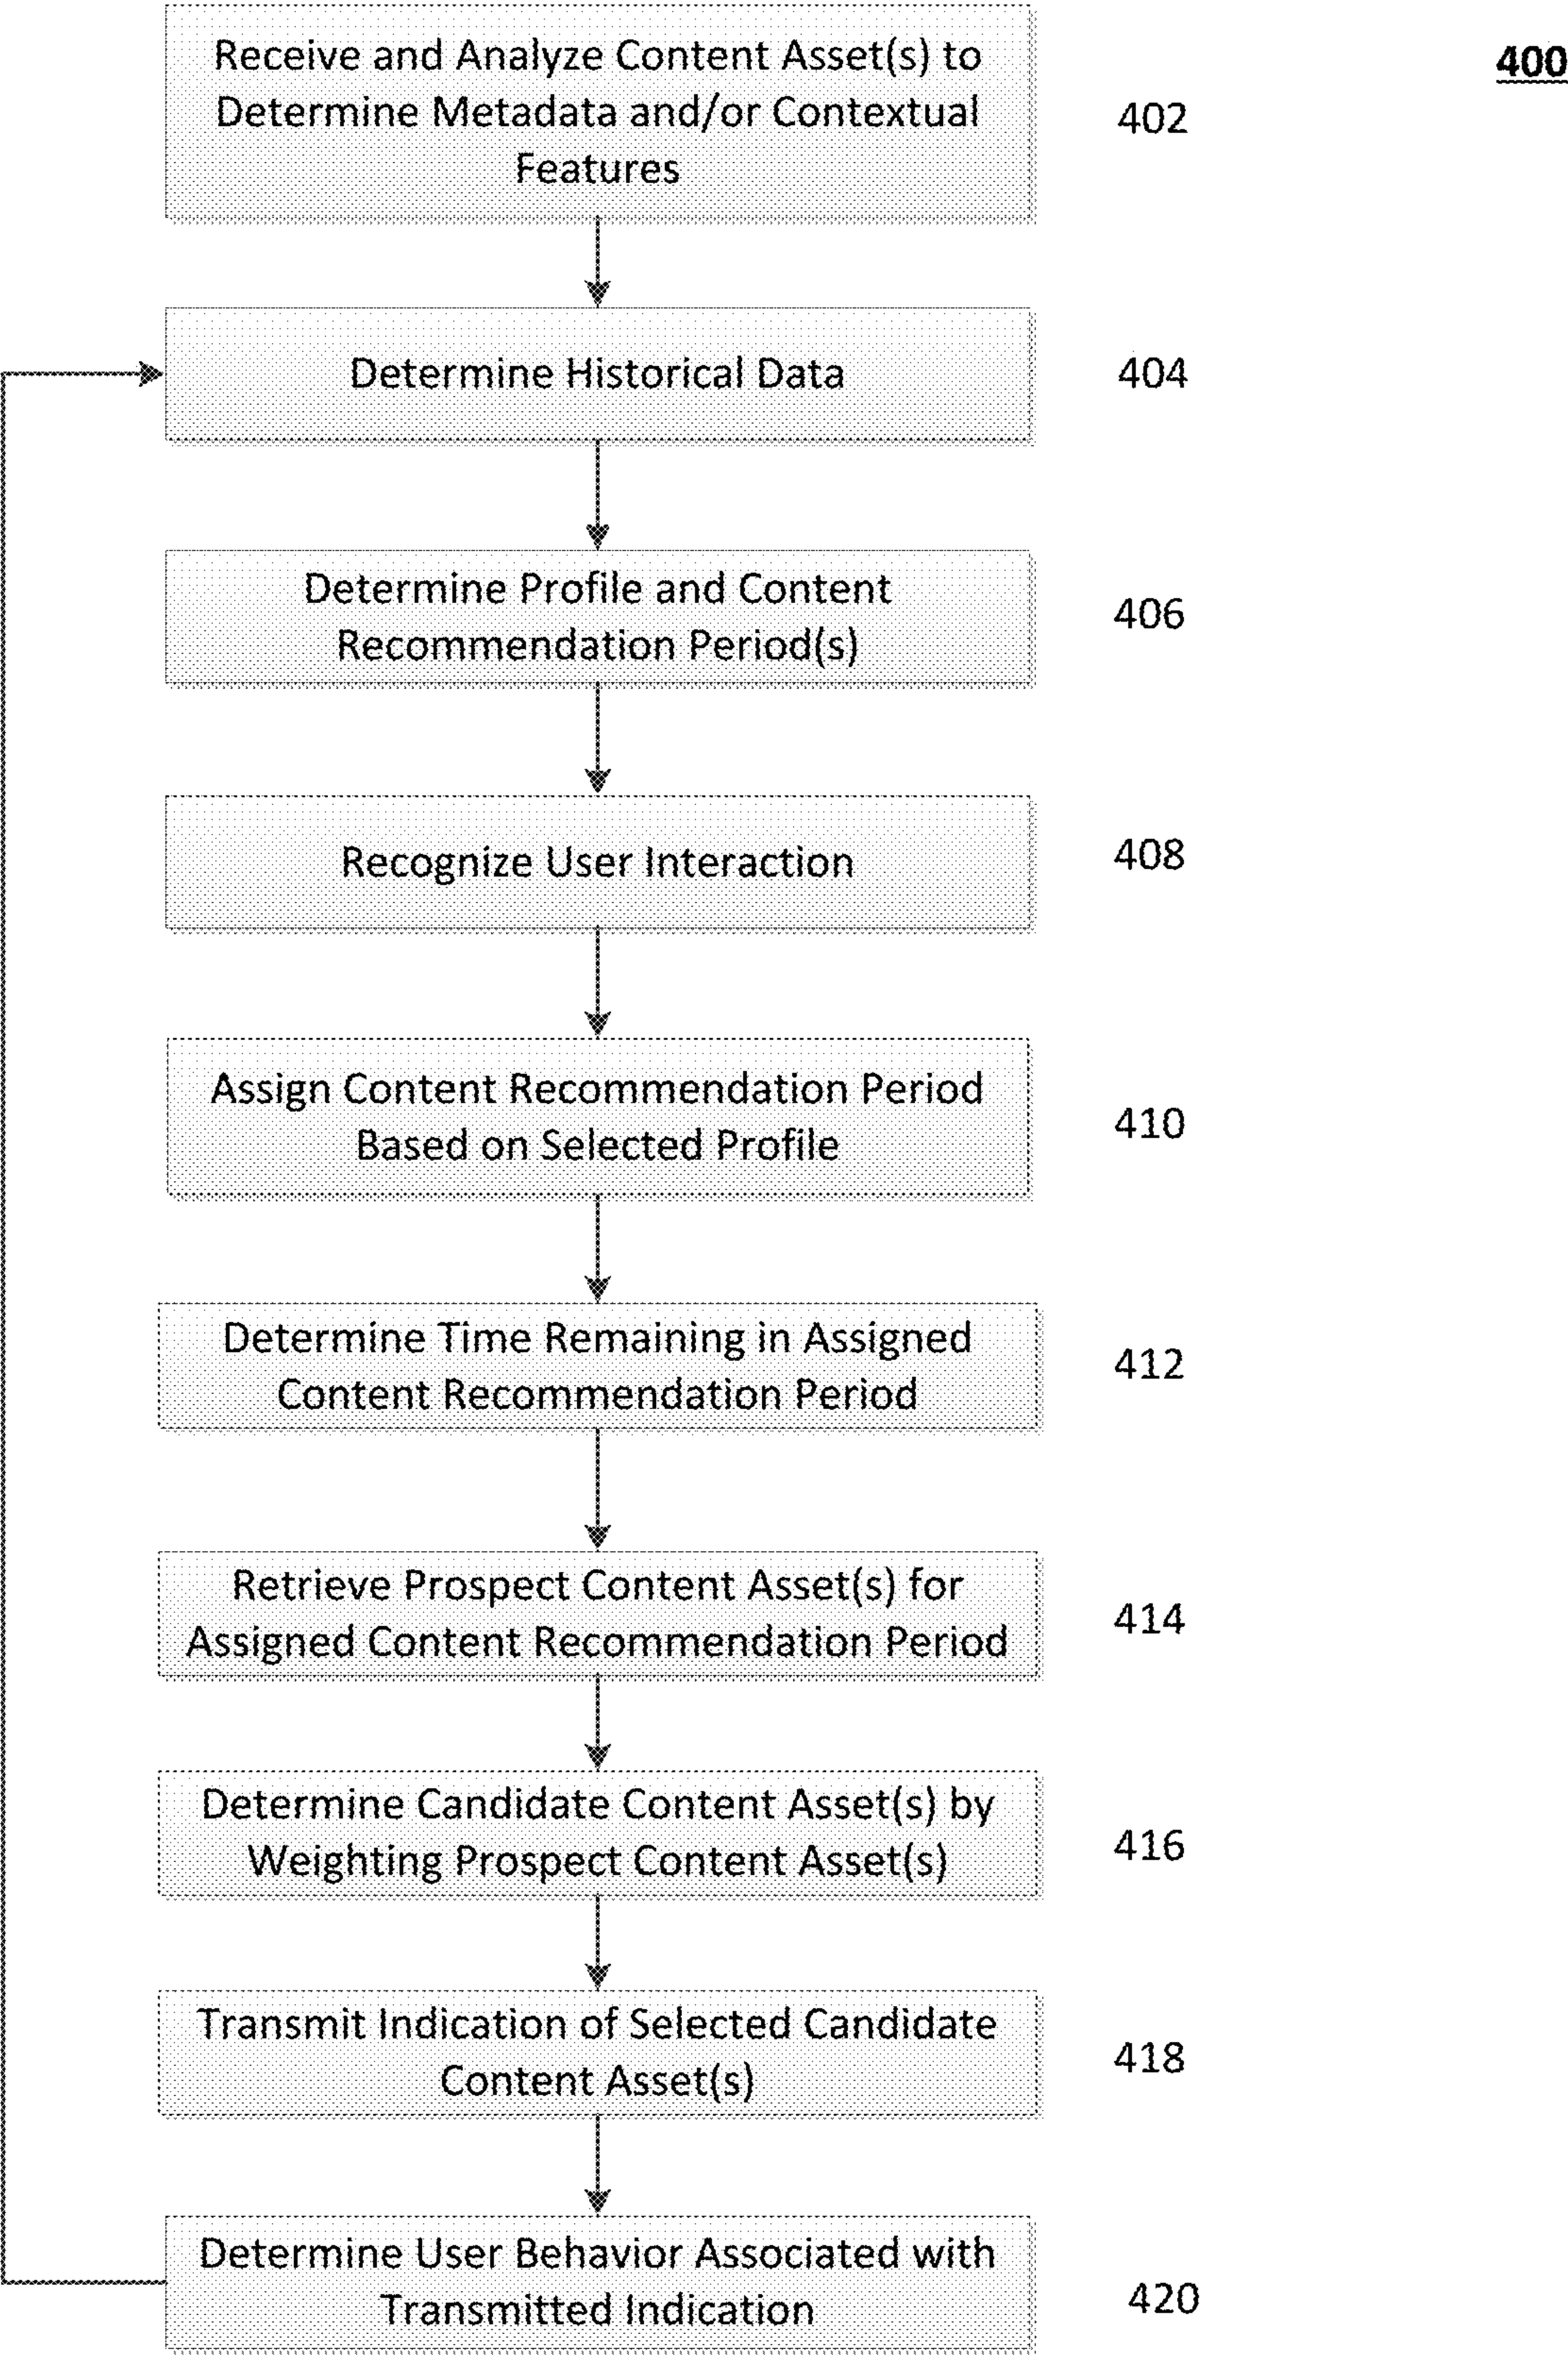 400
Receive and Analyze Content Asset(s) to
Determine Metadata and/or Contextual
Features
402
Determine Historical Data
404
Determine Profile and Content
Recommendation Period(s)
406
Recognize User Interaction
408
Assign Content Recommendation Period
Based on Selected Profile
410
Determine Time Remaining in Assigned
Content Recommendation Period
412
Retrieve Prospect Content Asset(s) for
Assigned Content Recommendation Period
414
Determine Candidate Content Asset(s) by
Weighting Prospect Content Asset(s)
416
Transmit Indication of Selected Candidate
Content Asset(s)
418
Determine User Behavior Associated with
Transmitted Indication
420